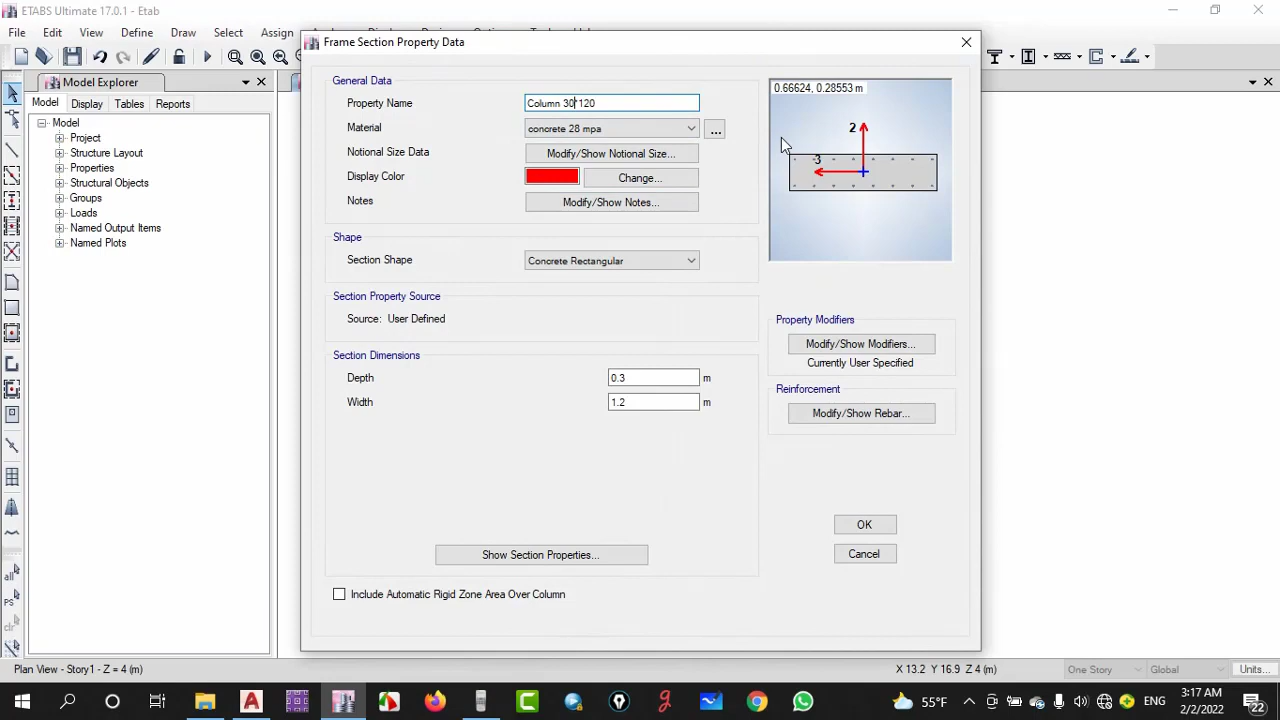 ETABS Ultimate 17.0.1 - Etab
File Edit View Define Draw Select Assign
Frame Section Property Data
Model Explorer
Model Display Tables Reports
Model
Project
Structure Layout
Properties
Structural Objects
Groups
Loads
Named Output Items
Named Plots
General Data
Property Name Column 30*120
Material concrete 28 mpa ...
Notional Size Data Modify/Show Notional Size...
Display Color Change...
Notes Modify/Show Notes...
Shape
Section Shape Concrete Rectangular
Section Property Source
Source: User Defined
Section Dimensions
Depth 0.3 m
Width 1.2 m
Show Section Properties...
Include Automatic Rigid Zone Area Over Column
0.66624, 0.28553 m
2
3
Property Modifiers
Modify/Show Modifiers...
Currently User Specified
Reinforcement
Modify/Show Rebar...
OK
Cancel
all
PS
clr
Plan View - Story1 - Z = 4 (m) X 13.2 Y 16.9 Z 4 (m) One Story Global Units...
55°F ENG 3:17 AM
2/2/2022 22